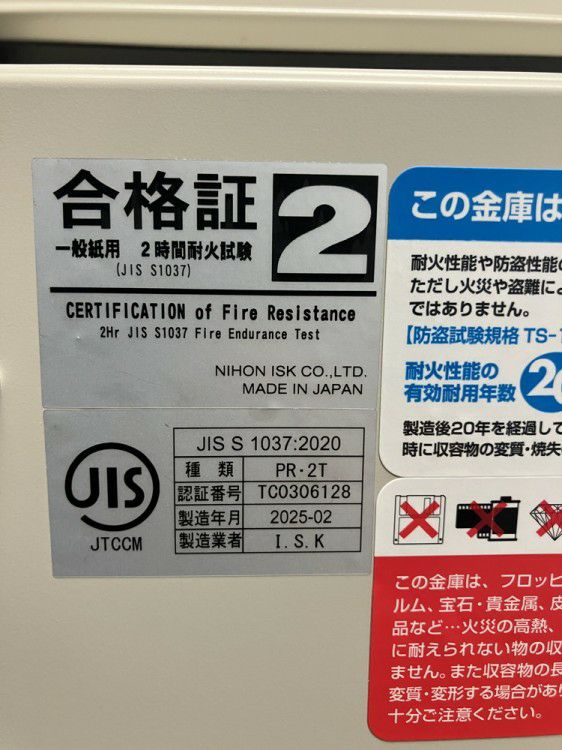 合格証 2
一般紙用 2時間耐火試験
(JIS S1037)
CERTIFICATION of Fire Resistance
2Hr JIS S1037 Fire Endurance Test
NIHON ISK CO.,LTD.
MADE IN JAPAN
JIS
JTCCM
JIS S 1037:2020
種類 PR・2T
認証番号 TC0306128
製造年月 2025-02
製造業者 I.S.K
この金庫は
耐火性能や防盗性能
ただし火災や盗難に
ではありません。
【防盗試験規格 TS-
耐火性能の
有効耐用年数 20
製造後20年を経過して
時に収容物の変質・焼失
この金庫は、フロッピ
ルム、宝石・貴金属、皮
品など…火災の高熱、
に耐えられない物の収
ません。また収容物の長
変質・変形する場合があ
十分ご注意ください。